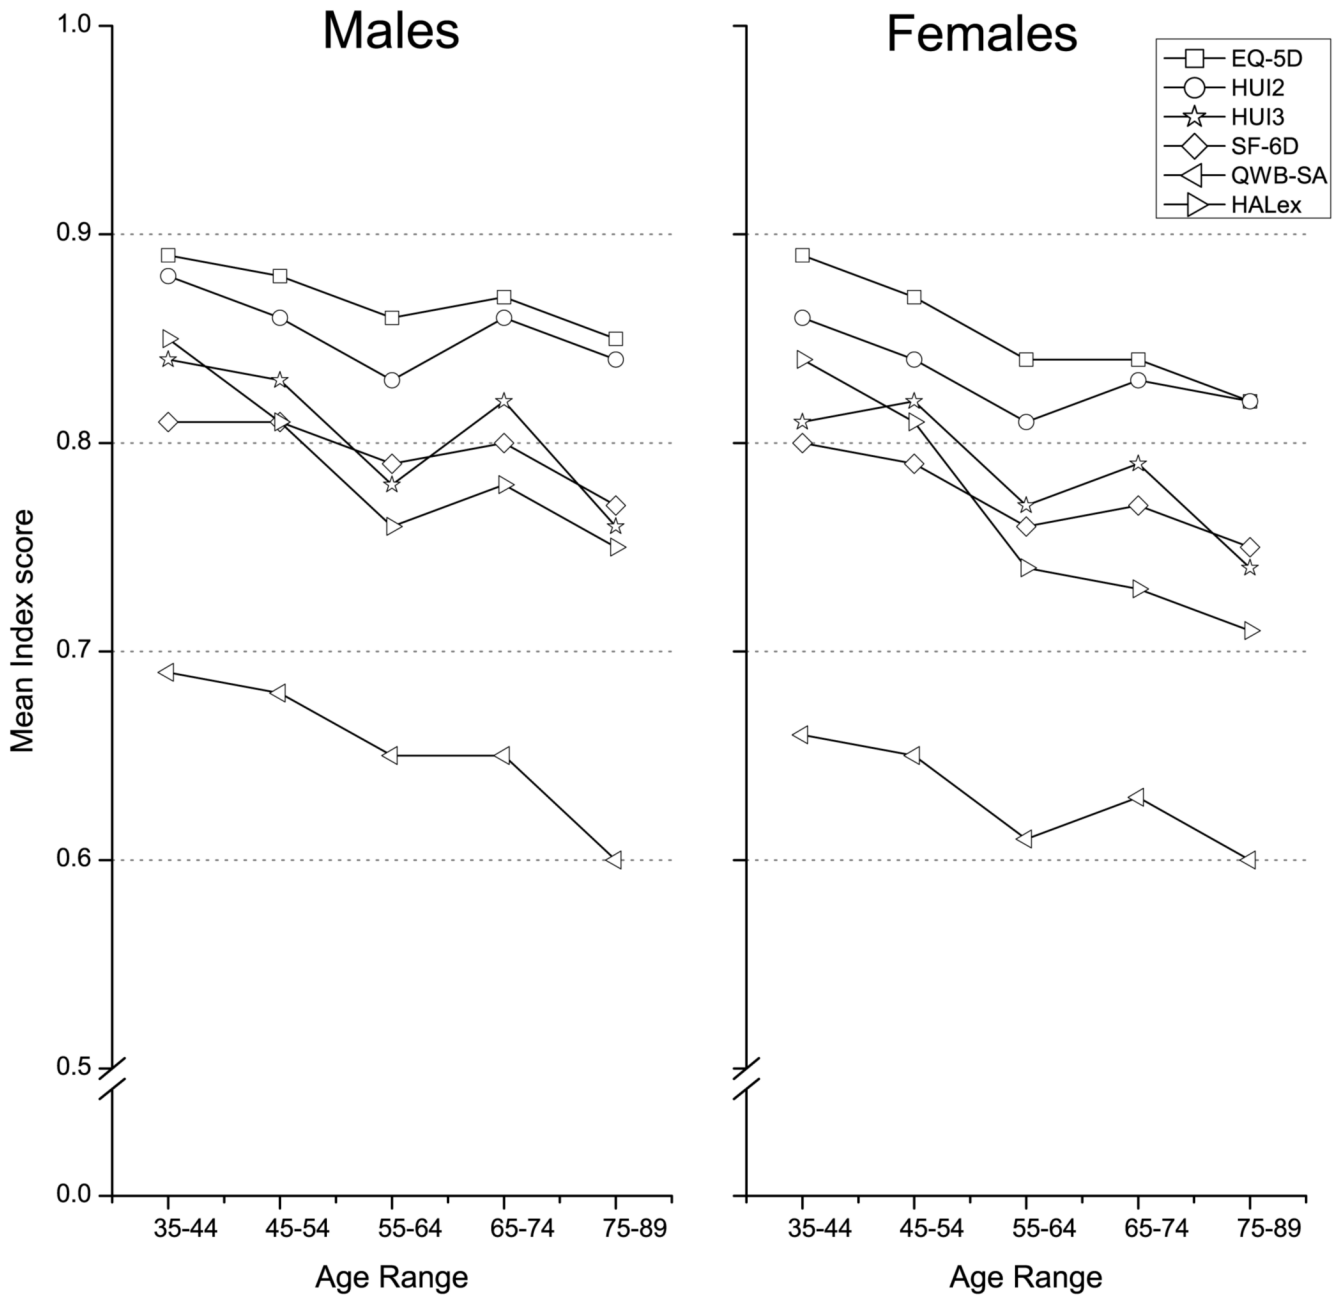 Males
Females
EQ-5D
HUI2
HUI3
SF-6D
QWB-SA
HALex
Mean Index score
1.0
0.9
0.8
0.7
0.6
0.5
0.0
35-44 45-54 55-64 65-74 75-89
Age Range
35-44 45-54 55-64 65-74 75-89
Age Range